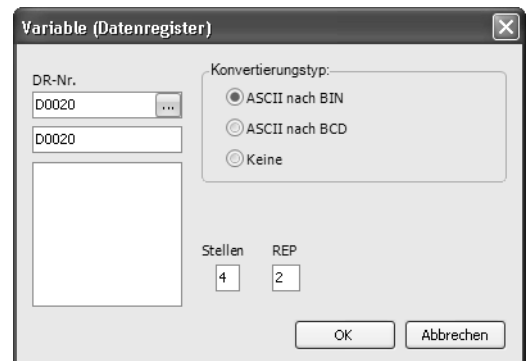 Variable (Datenregister)
DR-Nr.
D0020
...
D0020
Konvertierungstyp:
ASCII nach BIN
ASCII nach BCD
Keine
Stellen
REP
4
2
OK
Abbrechen